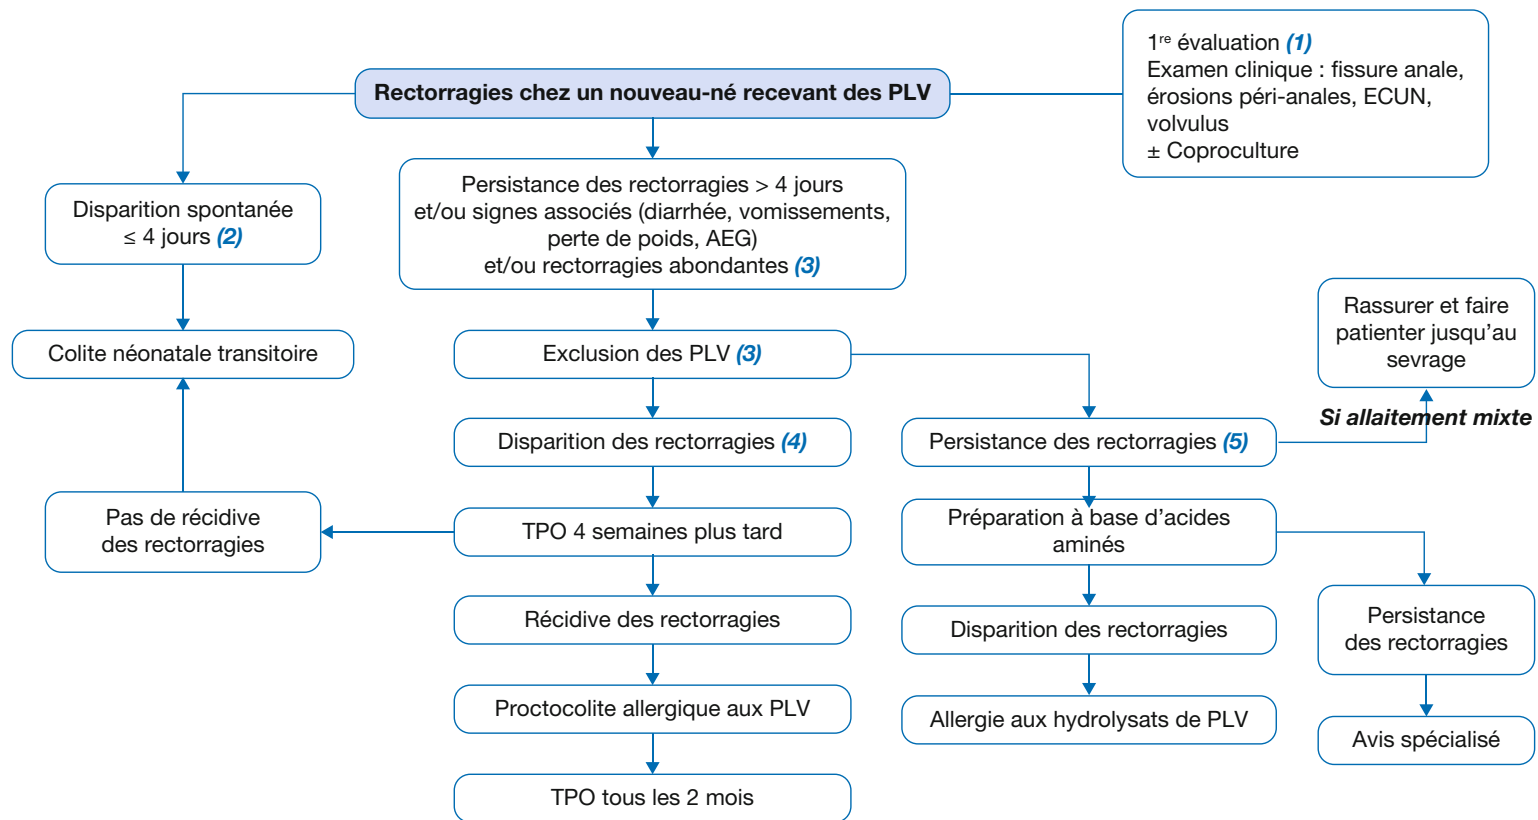 1re évaluation (1)
Examen clinique : fissure anale,
érosions péri-anales, ECUN,
volvulus
± Coproculture
Rectorragies chez un nouveau-né recevant des PLV
Disparition spontanée
≤ 4 jours (2)
Persistance des rectorragies > 4 jours
et/ou signes associés (diarrhée, vomissements,
perte de poids, AEG)
et/ou rectorragies abondantes (3)
Rassurer et faire
patienter jusqu’au
sevrage
Colite néonatale transitoire
Exclusion des PLV (3)
Si allaitement mixte
Disparition des rectorragies (4)
Persistance des rectorragies (5)
Pas de récidive
des rectorragies
TPO 4 semaines plus tard
Préparation à base d’acides
aminés
Récidive des rectorragies
Disparition des rectorragies
Persistance
des rectorragies
Proctocolite allergique aux PLV
Allergie aux hydrolysats de PLV
Avis spécialisé
TPO tous les 2 mois